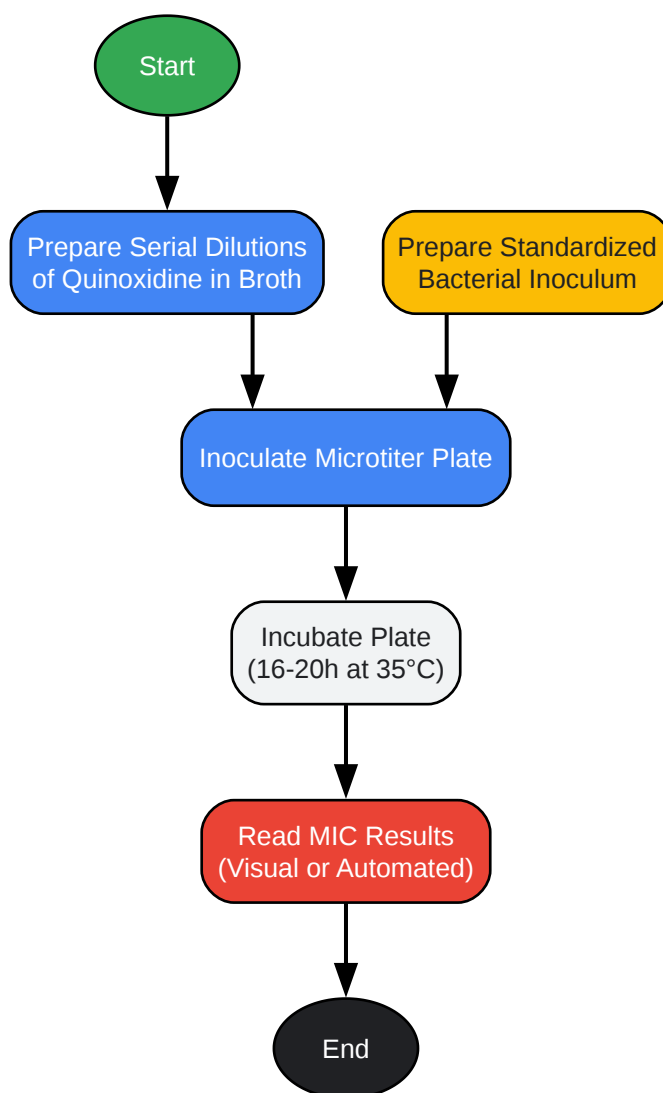 Start
Prepare Serial Dilutions
of Quinoxidine in Broth
Prepare Standardized
Bacterial Inoculum
Inoculate Microtiter Plate
Incubate Plate
(16-20h at 35°C)
Read MIC Results
(Visual or Automated)
End